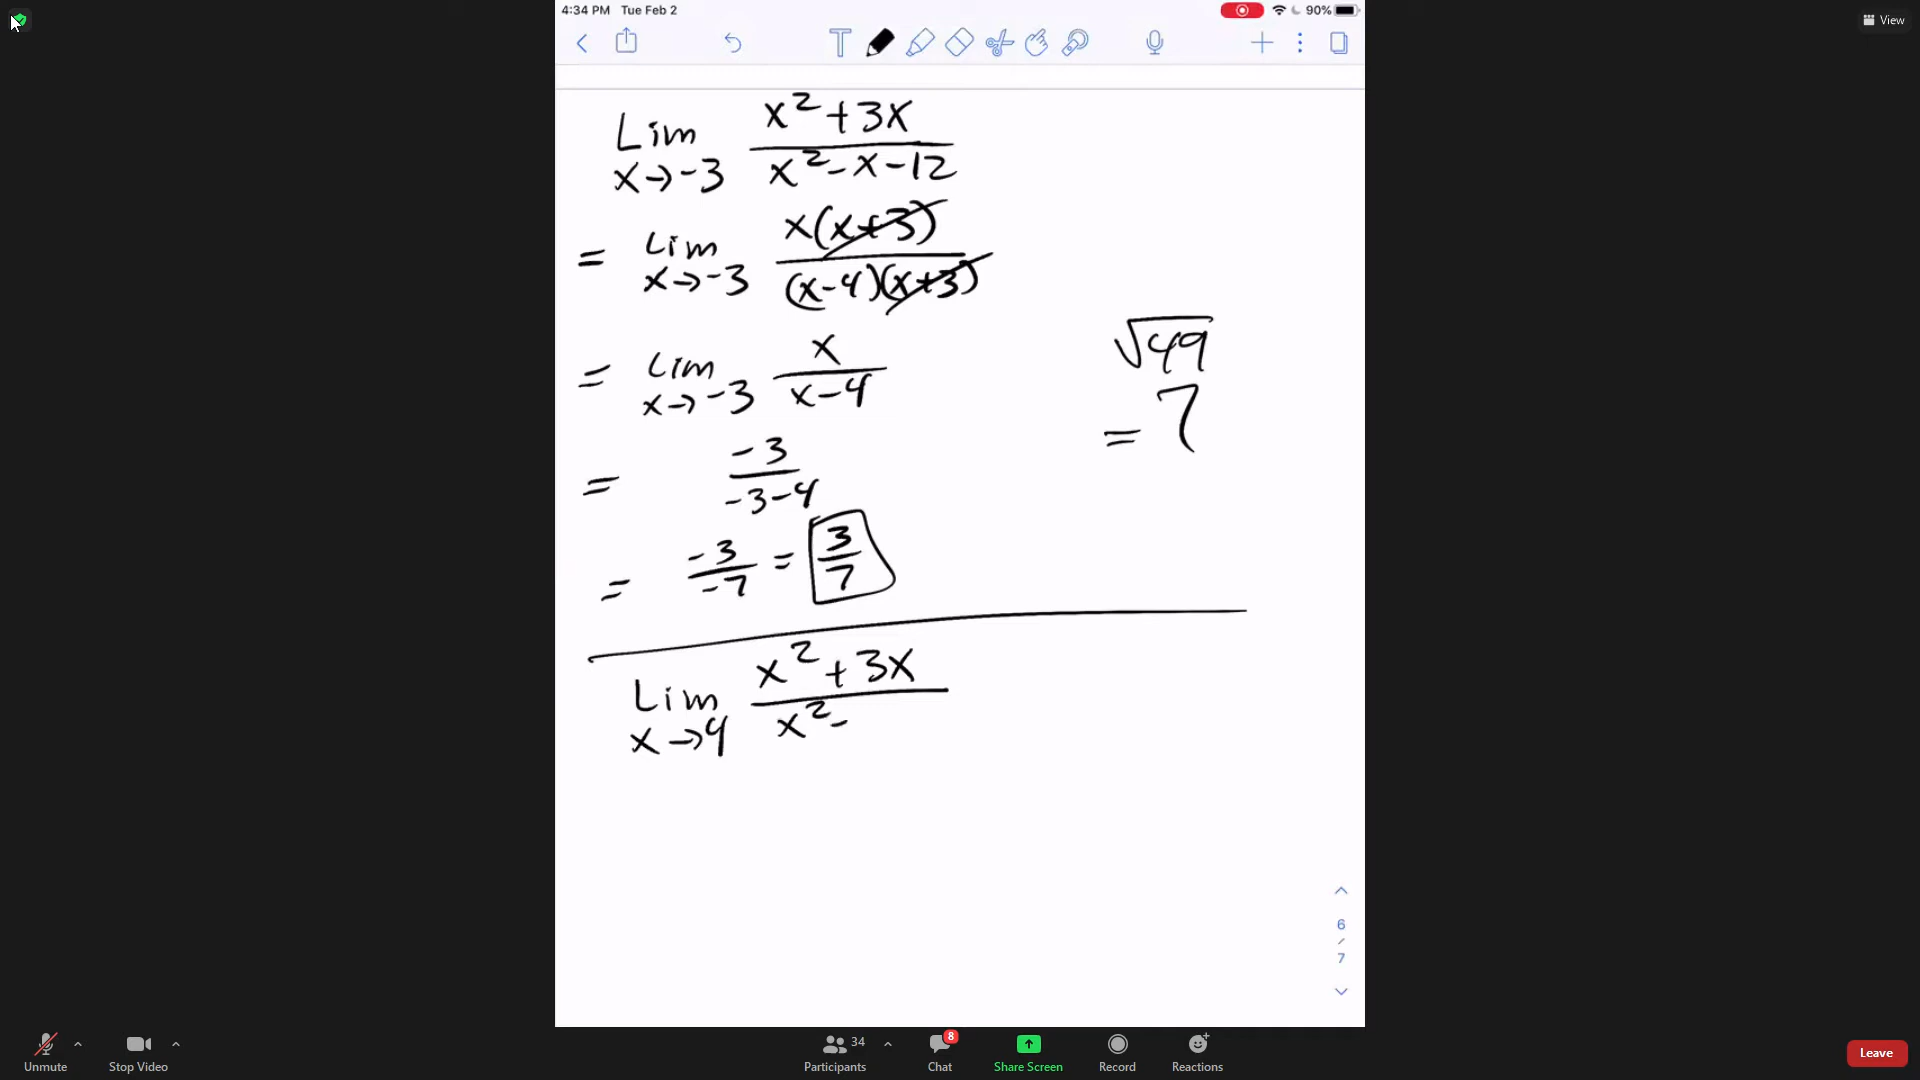 4:34 PM Tue Feb 2
90%
View
Lim x→-3 x²+3x / x²-x-12
= Lim x→-3 x(x+3) / (x-4)(x+3)
= Lim x→-3 x / x-4
√49
= 7
= -3 / -3-4
= -3 / -7 = 3 / 7
Lim x→4 x²+3x / x²-
6
7
Unmute
Stop Video
34
Participants
8
Chat
Share Screen
Record
Reactions
Leave